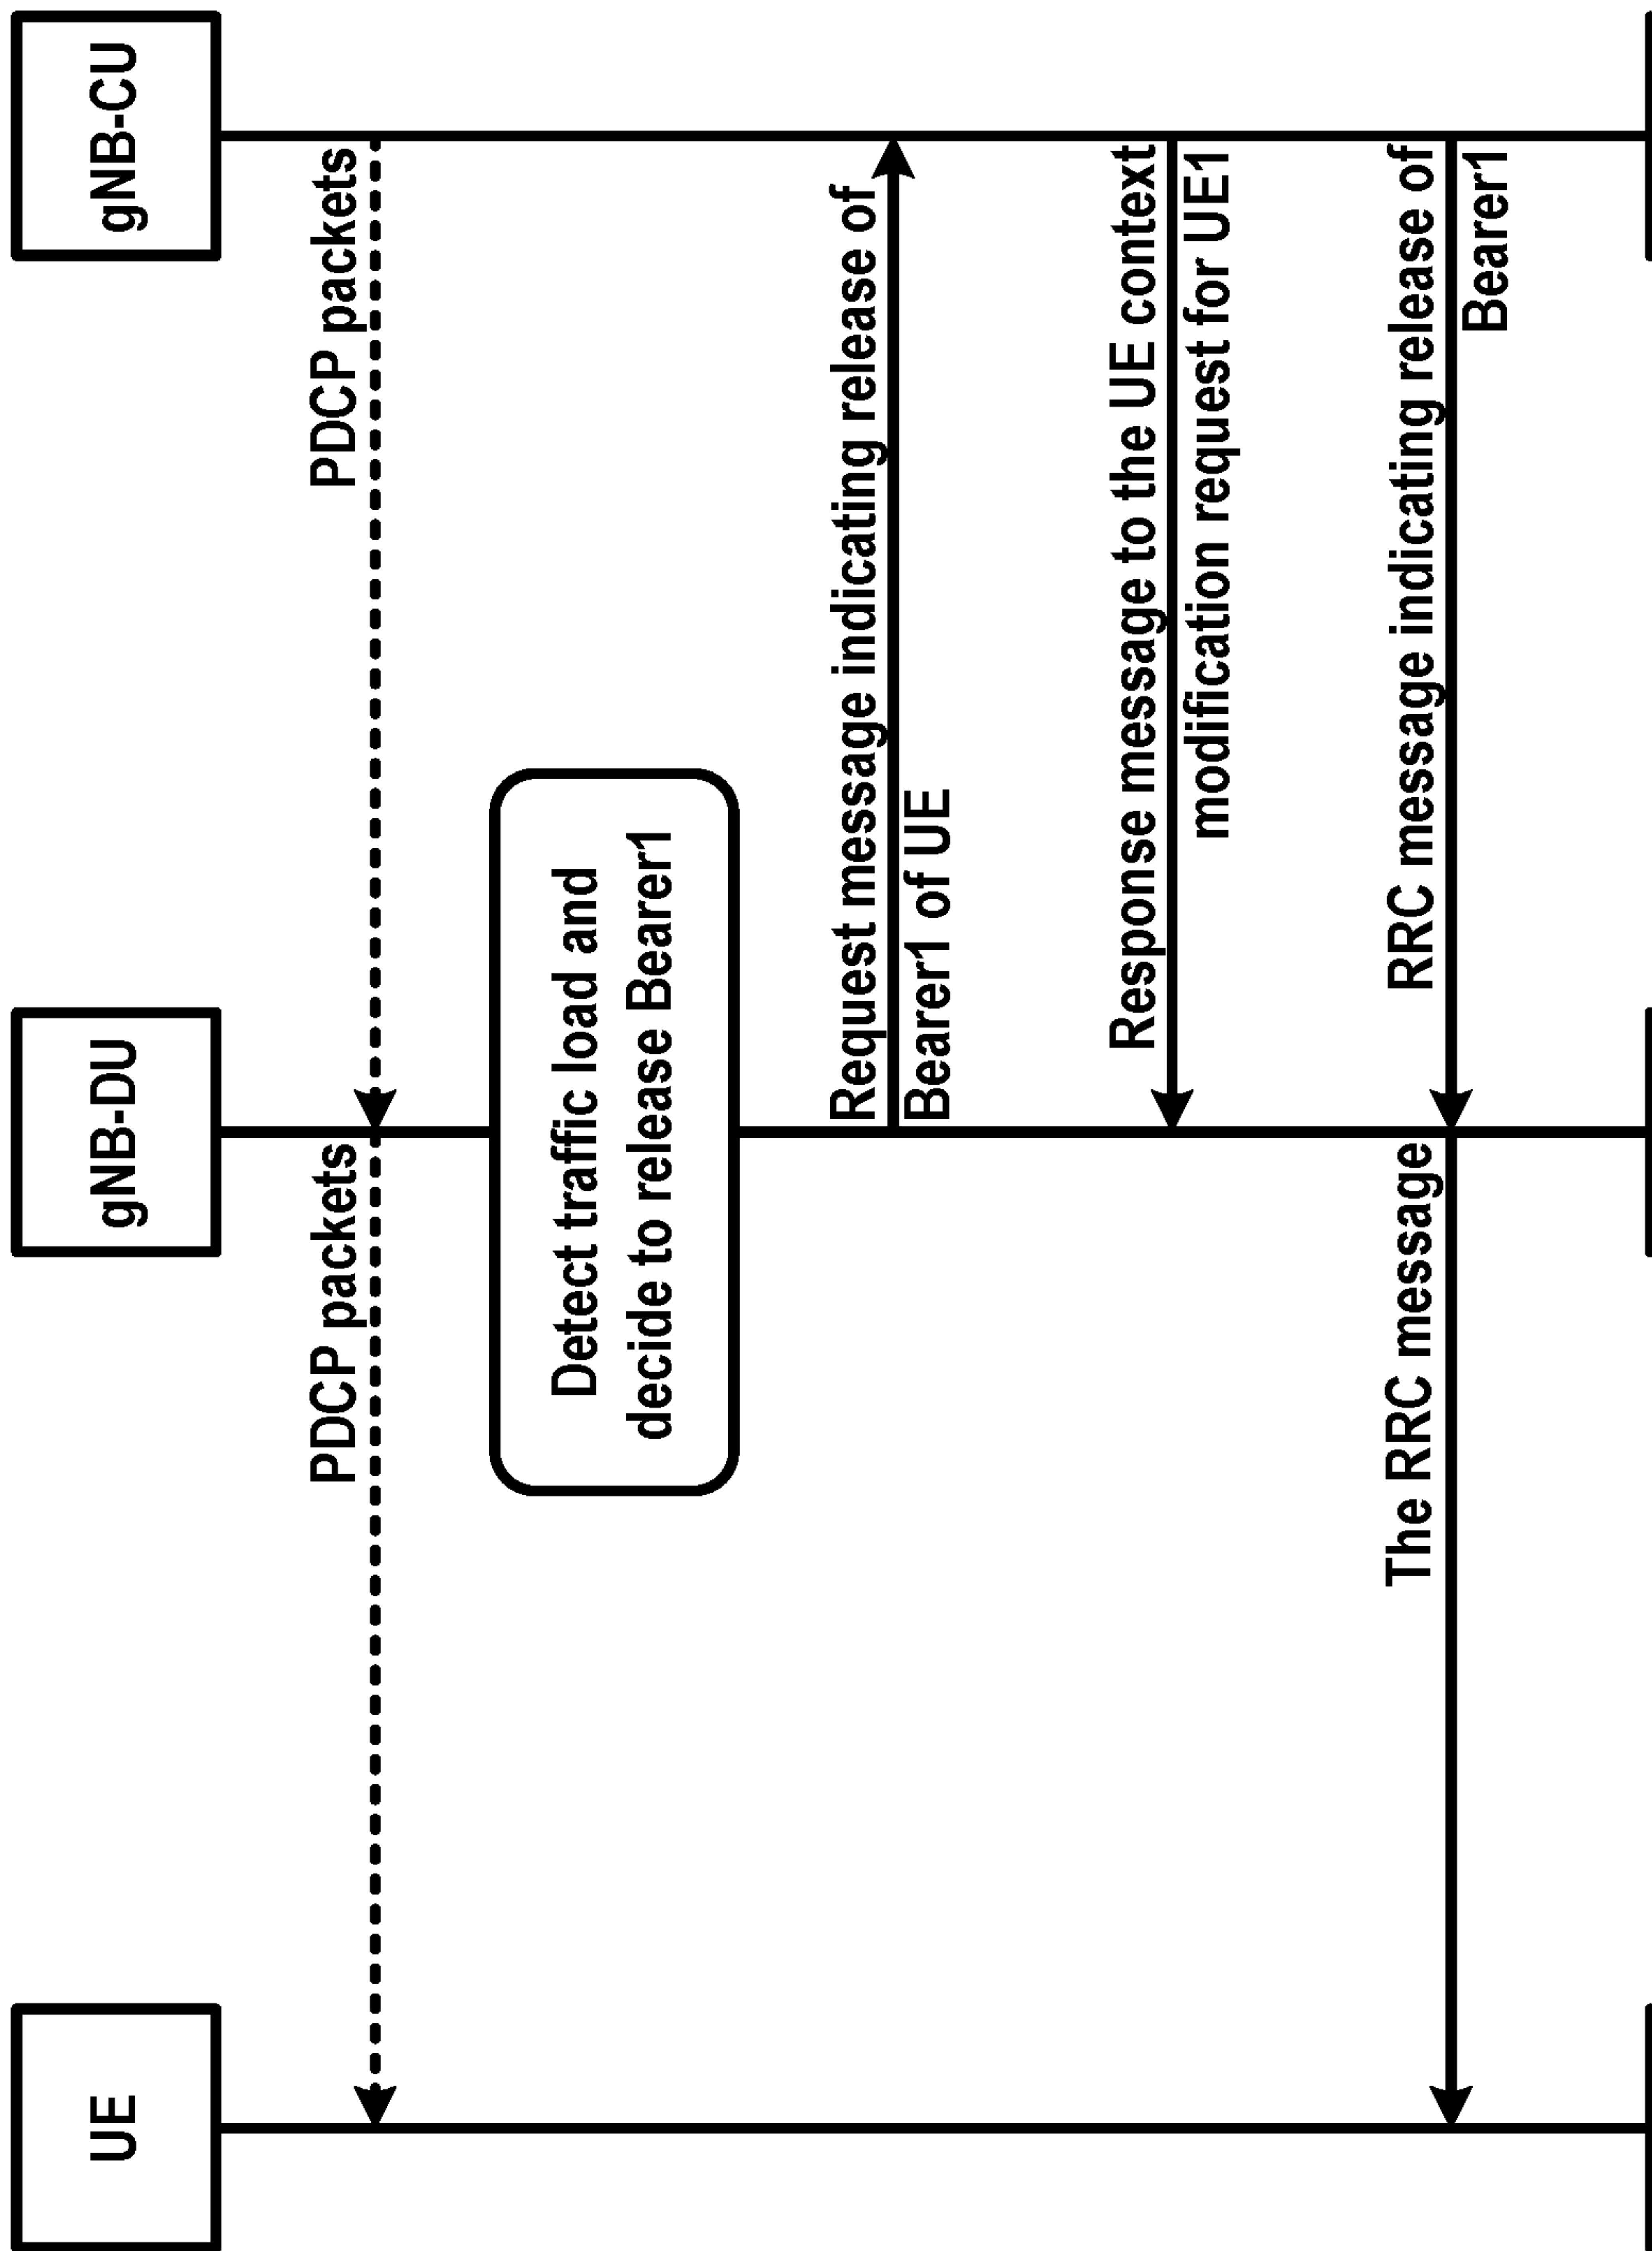 UE
gNB-DU
gNB-CU
PDCP packets
PDCP packets
Detect traffic load and
decide to release Bearer1
Request message indicating release of
Bearer1 of UE
Response message to the UE context
modification request for UE1
The RRC message
RRC message indicating release of
Bearer1